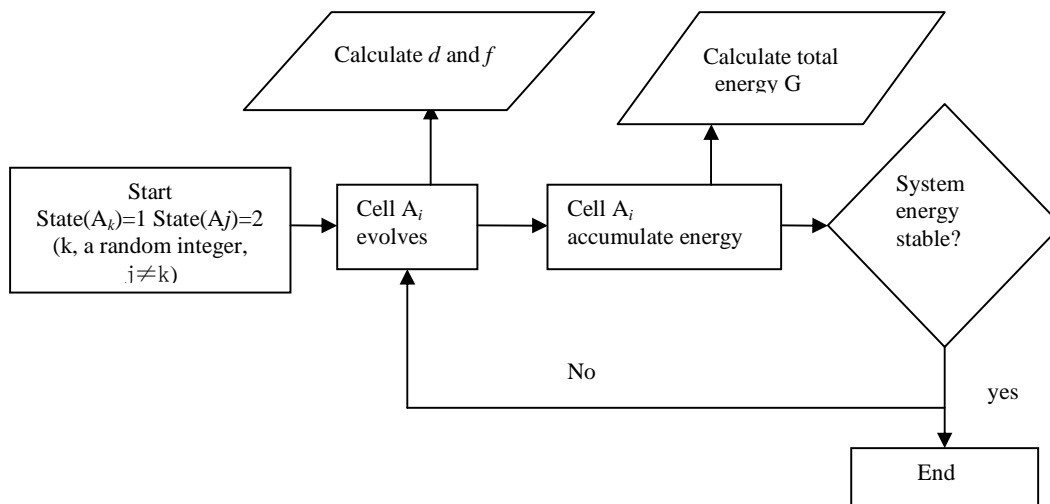 Calculate d and f
Calculate total
energy G
Start
State(Ak)=1 State(Aj)=2
(k, a random integer,
j≠k)
Cell Ai
evolves
Cell Ai
accumulate energy
System
energy
stable?
No
yes
End